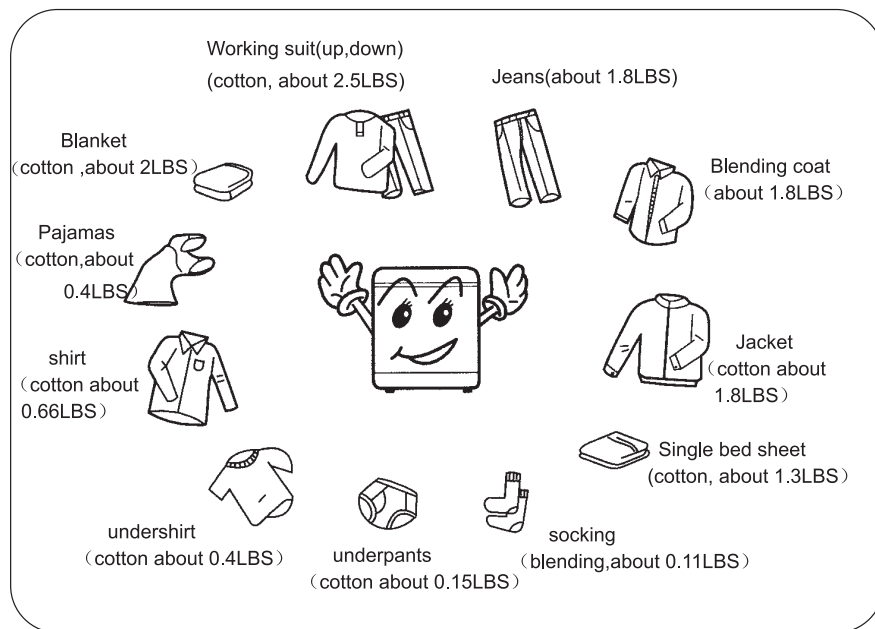 Working suit(up,down)
(cotton, about 2.5LBS)
Jeans(about 1.8LBS)
Blanket
(cotton ,about 2LBS)
Blending coat
（about 1.8LBS）
Pajamas
（cotton,about
0.4LBS）
Jacket
（cotton about
1.8LBS）
shirt
（cotton about
0.66LBS）
Single bed sheet
(cotton, about 1.3LBS）
undershirt
（cotton about 0.4LBS）
underpants
（cotton about 0.15LBS）
socking
（blending,about 0.11LBS）